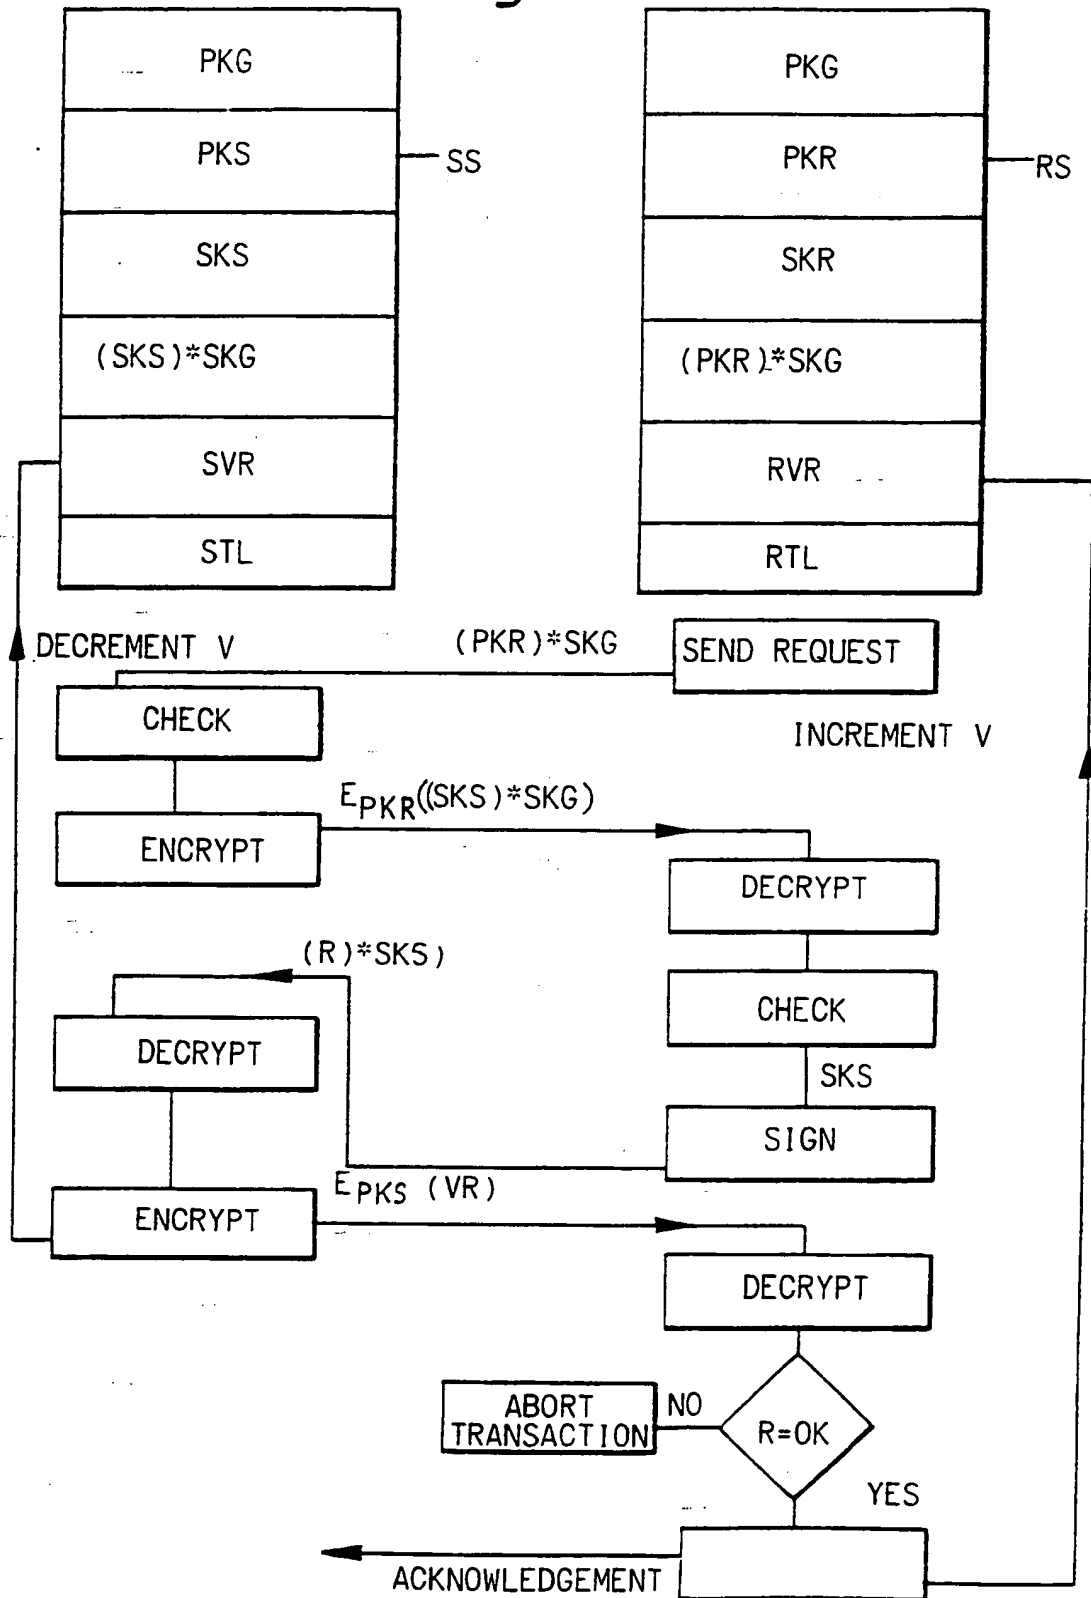 PKG
PKS
SS
SKS
(SKS)*SKG
SVR
STL
PKG
PKR
RS
SKR
(PKR)*SKG
RVR
RTL
DECREMENT V
(PKR)*SKG
SEND REQUEST
CHECK
INCREMENT V
EPKR((SKS)*SKG)
ENCRYPT
DECRYPT
(R)*SKS)
CHECK
DECRYPT
SKS
SIGN
EPKS (VR)
ENCRYPT
DECRYPT
ABORT
TRANSACTION
NO
R=OK
YES
ACKNOWLEDGEMENT